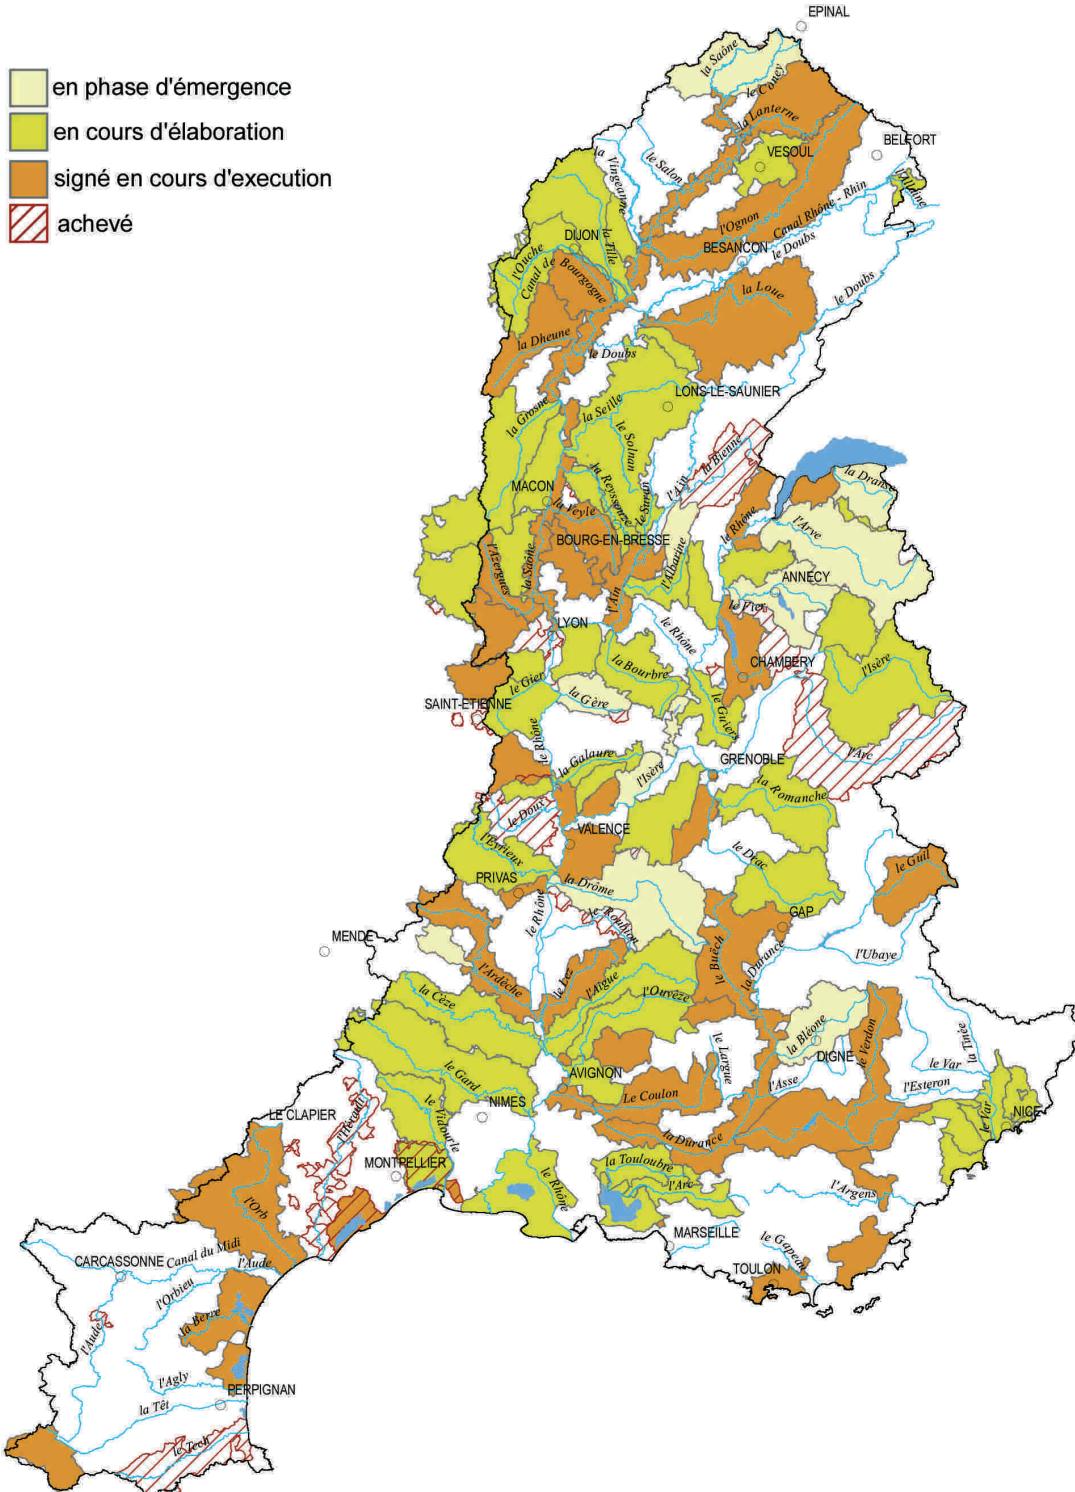 EPINAL
en phase d'émergence
en cours d'élaboration
signé en cours d'execution
achevé
la Saône
le Coney
la Lanterne
VESOUL
BELFORT
le Salon
la Vingeanne
l'Ognon
Canal Rhône - Rhin
BESANCON
le Doubs
DIJON
la Tille
l'Ouche
Canal de
Bourgogne
la Loue
le Doubs
la Dheune
le Doubs
LONS-LE-SAUNIER
la Grosne
la Seille
le Solnan
la Bienne
la Reyssouze
le Suran
l'Ain
MACON
la Veyle
BOURG-EN-BRESSE
la Dranse
l'Arve
le Rhône
l'Azergues
la Saône
l'Albarine
l'Ain
ANNECY
le Fier
LYON
le Rhône
la Bourbre
CHAMBERY
l'Isère
le Gier
SAINT-ETIENNE
la Gère
le Guiers
le Rhône
GRENOBLE
l'Arc
la Galaure
l'Isère
la Romanche
le Doux
VALENCE
l'Eyrieux
le Drac
le Guil
PRIVAS
la Drôme
le Rhône
le Roubion
GAP
MENDE
le Buëch
la Durance
l'Ubaye
l'Ardèche
le Lez
l'Aigue
l'Ouvèze
la Cèze
la Bléone
DIGNE
le Verdon
la Tinée
le Largue
le Var
l'Asse
l'Esteron
AVIGNON
le Gard
Le Coulon
NIMES
LE CLAPIER
l'Hérault
le Vidourle
la Durance
le Var
NICE
MONTPELLIER
la Touloubre
l'Arc
le Rhône
l'Argens
l'Orb
MARSEILLE
le Gapeau
TOULON
CARCASSONNE
Canal du Midi
l'Aude
l'Orbieu
la Berre
l'Aude
l'Agly
PERPIGNAN
la Têt
le Tech